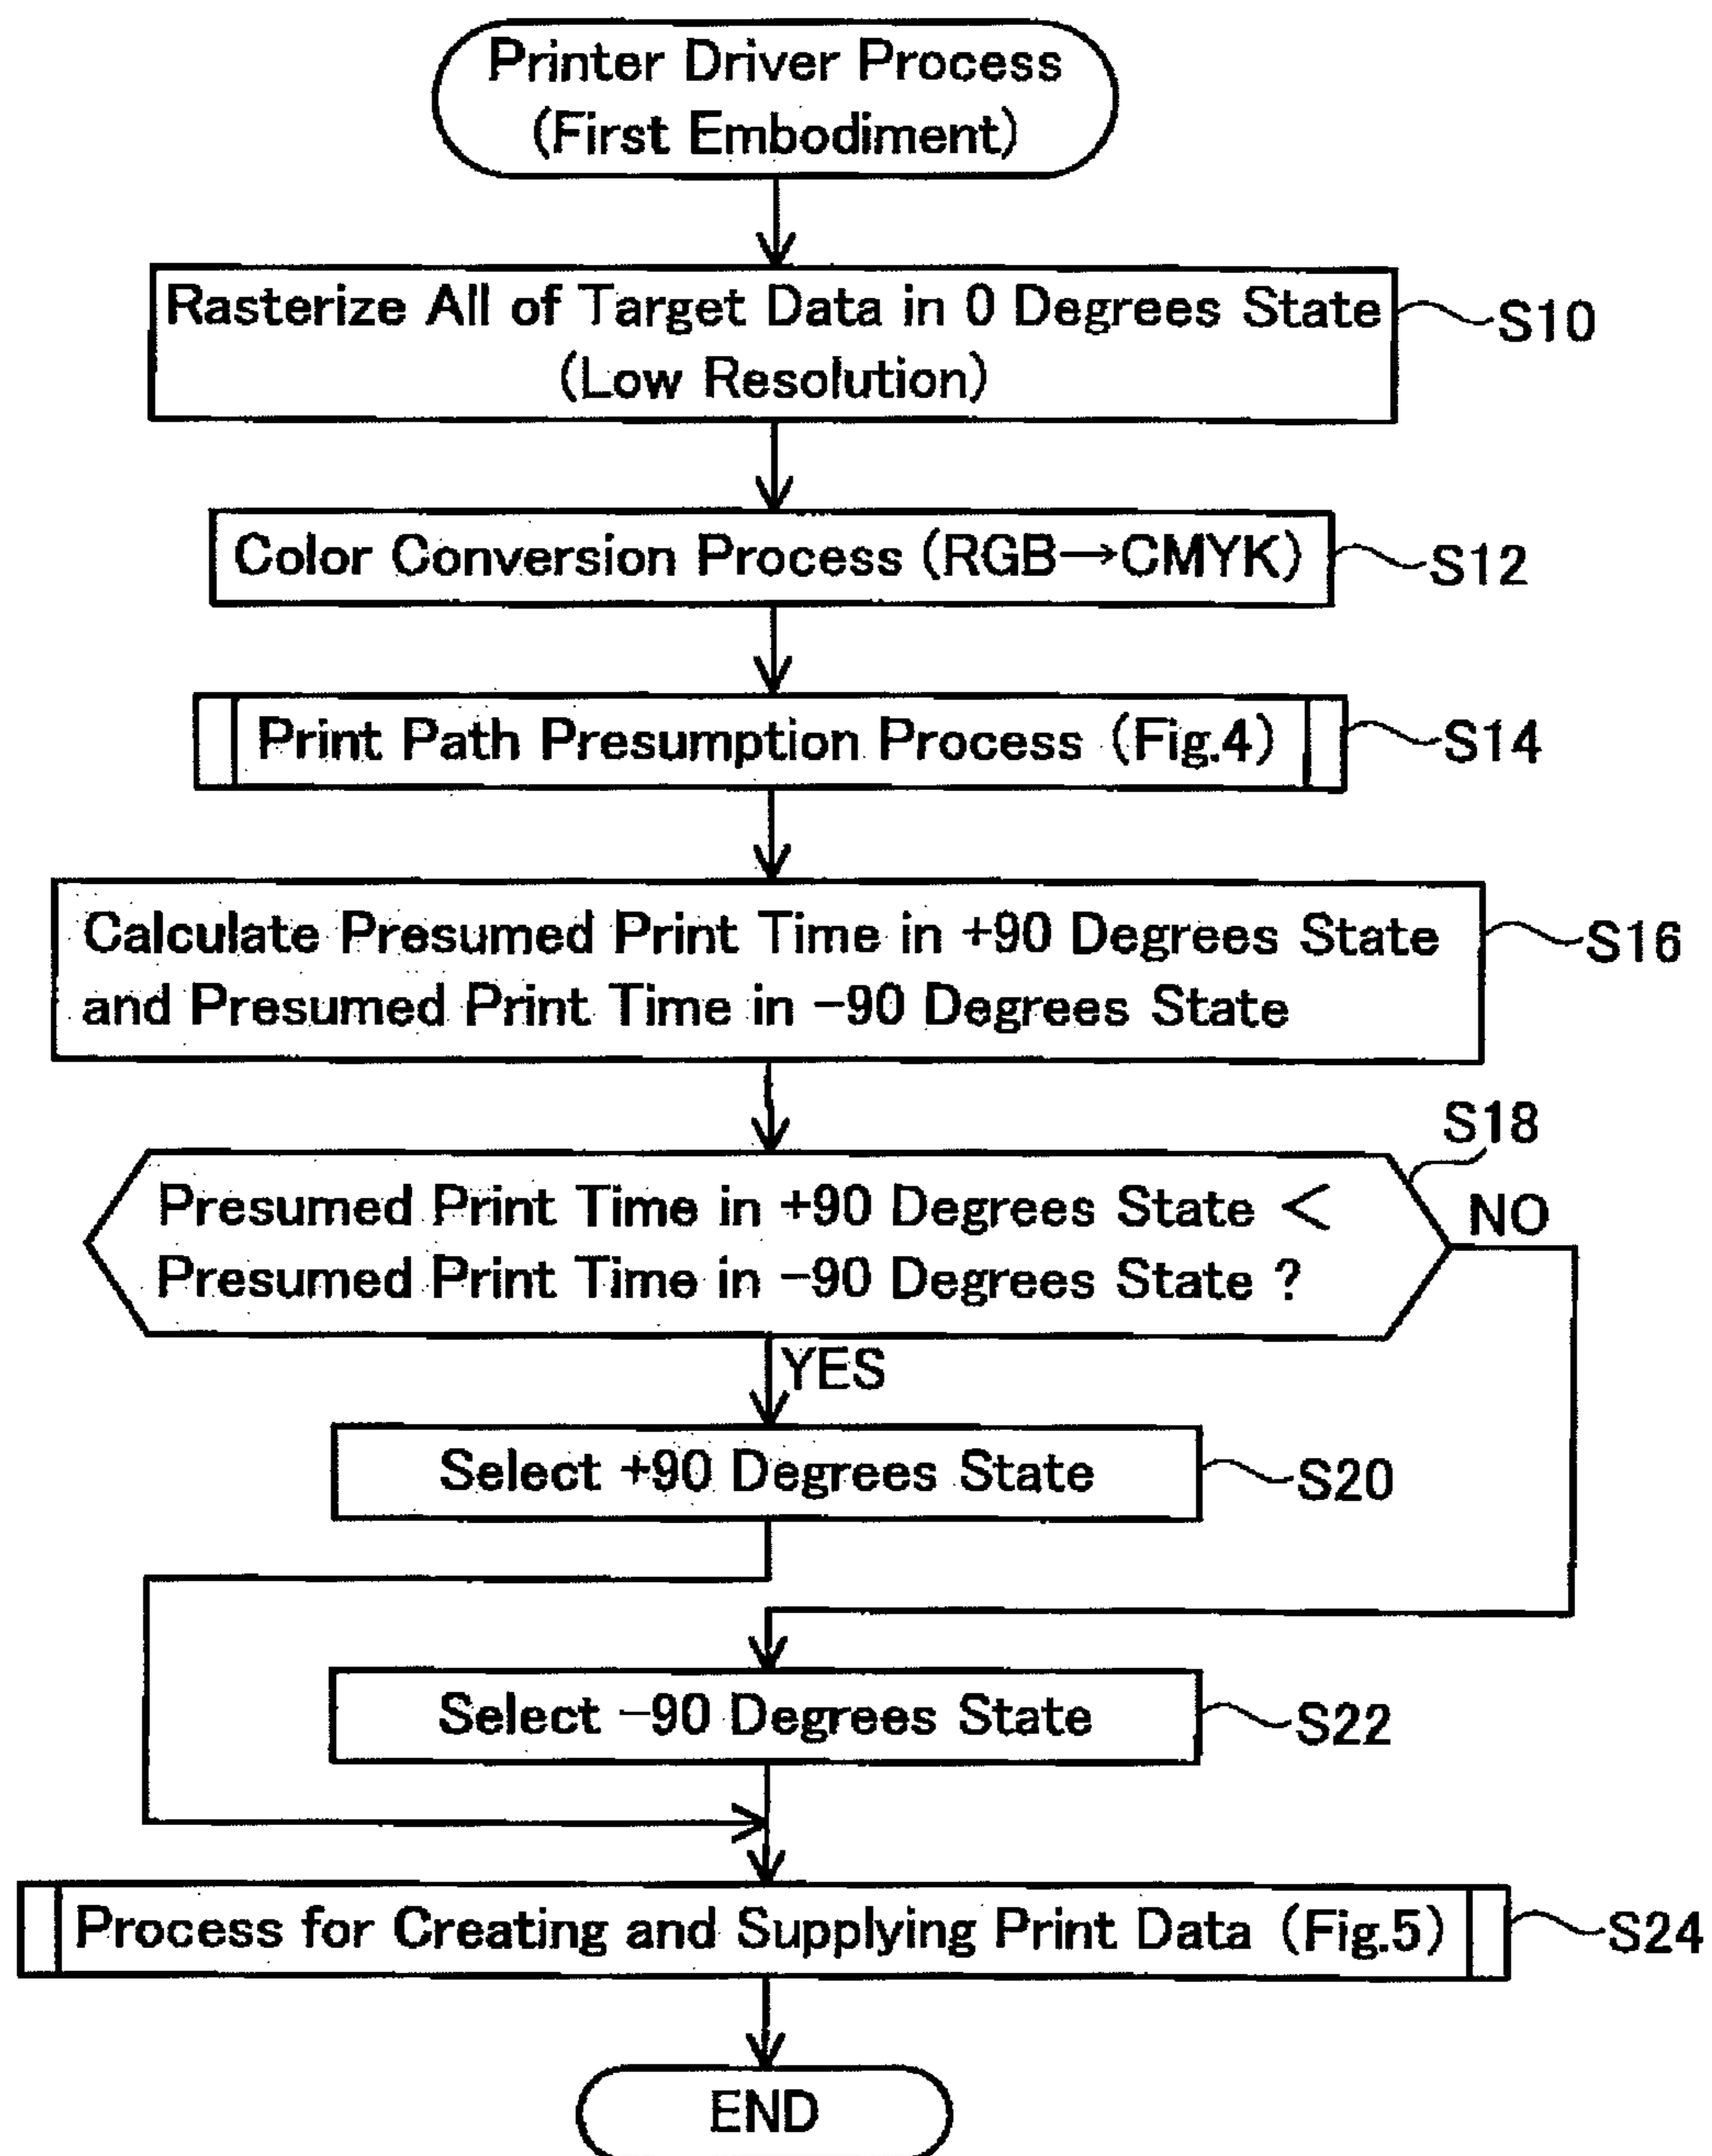 Printer Driver Process
(First Embodiment)
Rasterize All of Target Data in 0 Degrees State
(Low Resolution)
S10
Color Conversion Process (RGB→CMYK)
S12
Print Path Presumption Process (Fig.4)
S14
Calculate Presumed Print Time in +90 Degrees State
and Presumed Print Time in −90 Degrees State
S16
S18
Presumed Print Time in +90 Degrees State <
Presumed Print Time in −90 Degrees State ?
NO
YES
Select +90 Degrees State
S20
Select −90 Degrees State
S22
Process for Creating and Supplying Print Data (Fig.5)
S24
END